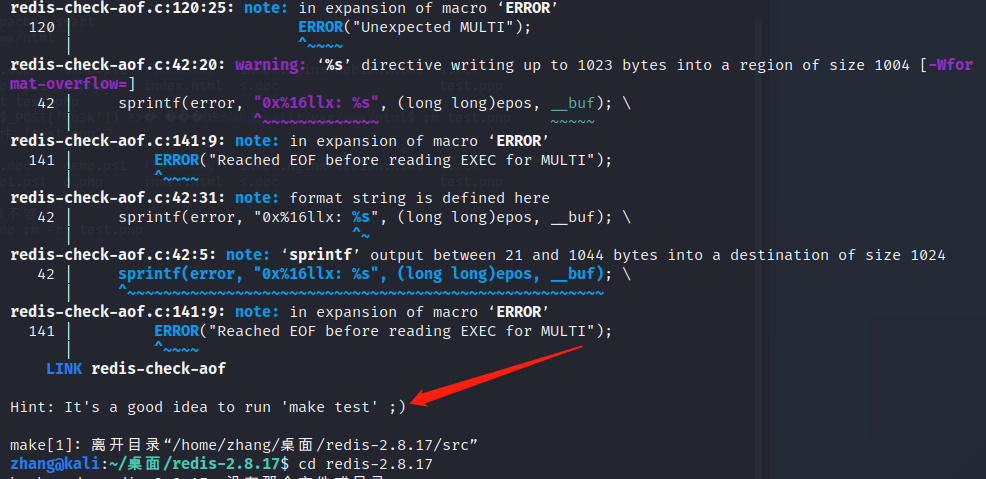 redis-check-aof.c:120:25: note: in expansion of macro ‘ERROR’
120 | ERROR("Unexpected MULTI");
| ^~~~~
redis-check-aof.c:42:20: warning: ‘%s’ directive writing up to 1023 bytes into a region of size 1004 [-Wfor
mat-overflow=]
42 | sprintf(error, "0x%16llx: %s", (long long)epos, __buf); \
| ^~~~~~~~~~~~~~ ~~~~~
redis-check-aof.c:141:9: note: in expansion of macro ‘ERROR’
141 | ERROR("Reached EOF before reading EXEC for MULTI");
| ^~~~~
redis-check-aof.c:42:31: note: format string is defined here
42 | sprintf(error, "0x%16llx: %s", (long long)epos, __buf); \
| ^~
redis-check-aof.c:42:5: note: ‘sprintf’ output between 21 and 1044 bytes into a destination of size 1024
42 | sprintf(error, "0x%16llx: %s", (long long)epos, __buf); \
| ^~~~~~~~~~~~~~~~~~~~~~~~~~~~~~~~~~~~~~~~~~~~~~~~~~~~~~
redis-check-aof.c:141:9: note: in expansion of macro ‘ERROR’
141 | ERROR("Reached EOF before reading EXEC for MULTI");
| ^~~~~
LINK redis-check-aof
Hint: It's a good idea to run 'make test' ;)
make[1]: 离开目录“/home/zhang/桌面/redis-2.8.17/src”
zhang@kali:~/桌面/redis-2.8.17$ cd redis-2.8.17